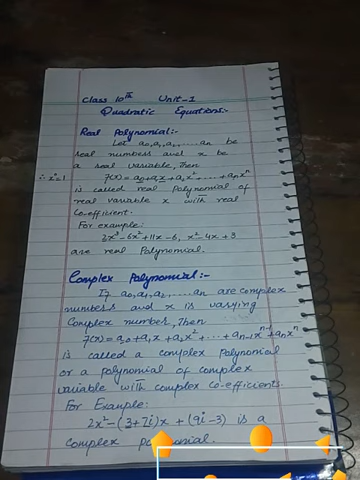 Class 10th Unit-1
Quadratic Equations:-
Real Polynomial:-
Let a0, a1, a2, ..... an be
real numbers and x be
a real variable, Then
∴ x⁰=1 f(x) = a0+a1x+a2x²......+anxⁿ
is called real polynomial of
real variable x with real
Co-efficient.
For example:
2x³-6x²+11x-6, x²-4x+3
are real Polynomial.
Complex Polynomial:-
If a0, a1, a2, ..... an are complex
numbers and x is varying
Complex number, Then
f(x) = a0+a1x+a2x²+...+an-1xⁿ⁻¹+anxⁿ
is called a complex polynomial
or a polynomial of complex
variable with complex co-efficients.
For Example:
2x²-(3+7i)x+(9i-3) is a
complex polynomial.